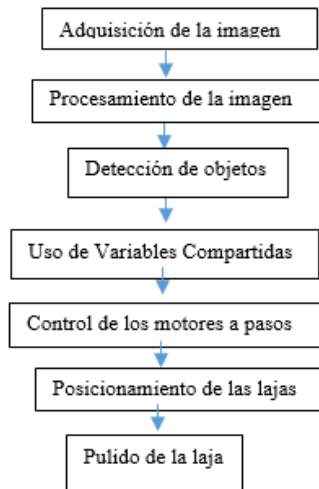 Adquisición de la imagen
Procesamiento de la imagen
Detección de objetos
Uso de Variables Compartidas
Control de los motores a pasos
Posicionamiento de las lajas
Pulido de la laja